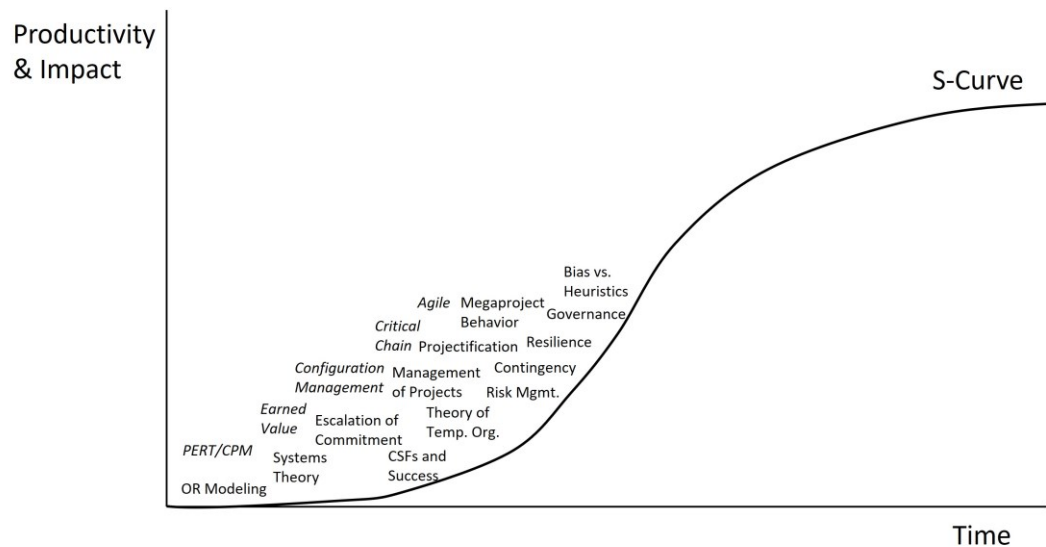 Productivity
& Impact
S-Curve
Bias vs.
Heuristics
Agile
Megaproject
Behavior
Governance
Critical
Chain
Projectification
Resilience
Configuration
Management
Management
of Projects
Contingency
Risk Mgmt.
Earned
Value
Escalation of
Commitment
Theory of
Temp. Org.
PERT/CPM
Systems
Theory
CSFs and
Success
OR Modeling
Time